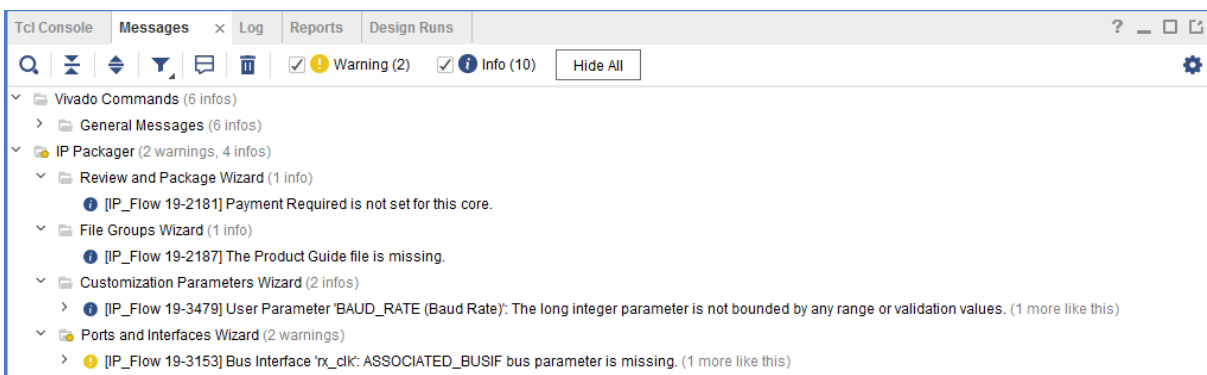 Tcl Console Messages × Log Reports Design Runs ?
Warning (2) Info (10) Hide All
Vivado Commands (6 infos)
General Messages (6 infos)
IP Packager (2 warnings, 4 infos)
Review and Package Wizard (1 info)
[IP_Flow 19-2181] Payment Required is not set for this core.
File Groups Wizard (1 info)
[IP_Flow 19-2187] The Product Guide file is missing.
Customization Parameters Wizard (2 infos)
[IP_Flow 19-3479] User Parameter 'BAUD_RATE (Baud Rate)': The long integer parameter is not bounded by any range or validation values. (1 more like this)
Ports and Interfaces Wizard (2 warnings)
[IP_Flow 19-3153] Bus Interface 'rx_clk': ASSOCIATED_BUSIF bus parameter is missing. (1 more like this)